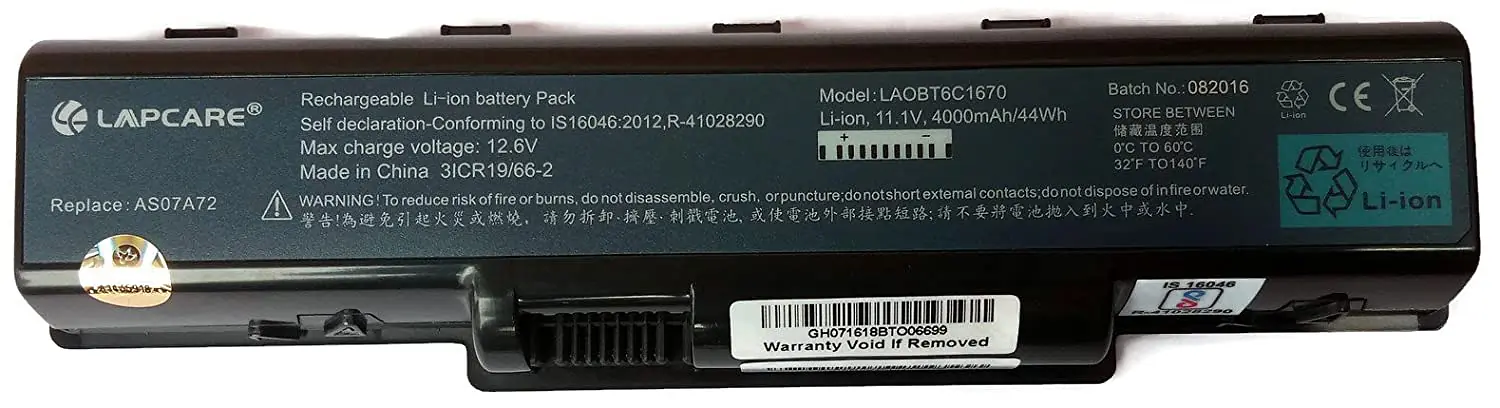 LAPCARE®
Replace: AS07A72
Rechargeable Li-ion battery Pack
Self declaration-Conforming to IS16046:2012,R-41028290
Max charge voltage: 12.6V
Made in China 3ICR19/66-2
Model: LAOBT6C1670
Li-ion, 11.1V, 4000mAh/44Wh
+ -
Batch No.: 082016
STORE BETWEEN
储藏温度范围
0℃ TO 60℃
32℉ TO140℉
Li-ion
CE
使用後は
リサイクルへ
Li-ion
WARNING! To reduce risk of fire or burns, do not disassemble, crush, or puncture;do not short external contacts;do not dispose of in fire or water.
警告!為避免引起火災或燃燒, 請勿拆卸·擠壓·刺戳電池, 或使電池外部接點短路;請不要將電池拋入到火中或水中.
IS 16046
R-41028290
GH071618BTO06699
Warranty Void If Removed